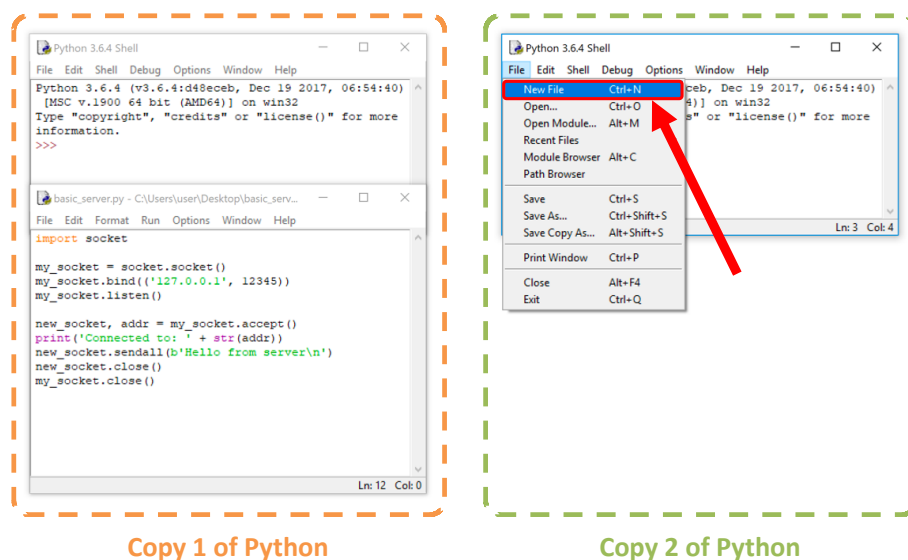 Python 3.6.4 Shell
File Edit Shell Debug Options Window Help
Python 3.6.4 (v3.6.4:d48eceb, Dec 19 2017, 06:54:40)
[MSC v.1900 64 bit (AMD64)] on win32
Type "copyright", "credits" or "license()" for more
information.
>>>
basic_server.py - C:\Users\user\Desktop\basic_serv...
File Edit Format Run Options Window Help
import socket
my_socket = socket.socket()
my_socket.bind(('127.0.0.1', 12345))
my_socket.listen()
new_socket, addr = my_socket.accept()
print('Connected to: ' + str(addr))
new_socket.sendall(b'Hello from server\n')
new_socket.close()
my_socket.close()
Ln: 12 Col: 0
Copy 1 of Python
Python 3.6.4 Shell
File Edit Shell Debug Options Window Help
New File Ctrl+N
Open... Ctrl+O
Open Module... Alt+M
Recent Files
Module Browser Alt+C
Path Browser
Save Ctrl+S
Save As... Ctrl+Shift+S
Save Copy As... Alt+Shift+S
Print Window Ctrl+P
Close Alt+F4
Exit Ctrl+Q
ceb, Dec 19 2017, 06:54:40)
4)] on win32
s" or "license()" for more
Ln: 3 Col: 4
Copy 2 of Python